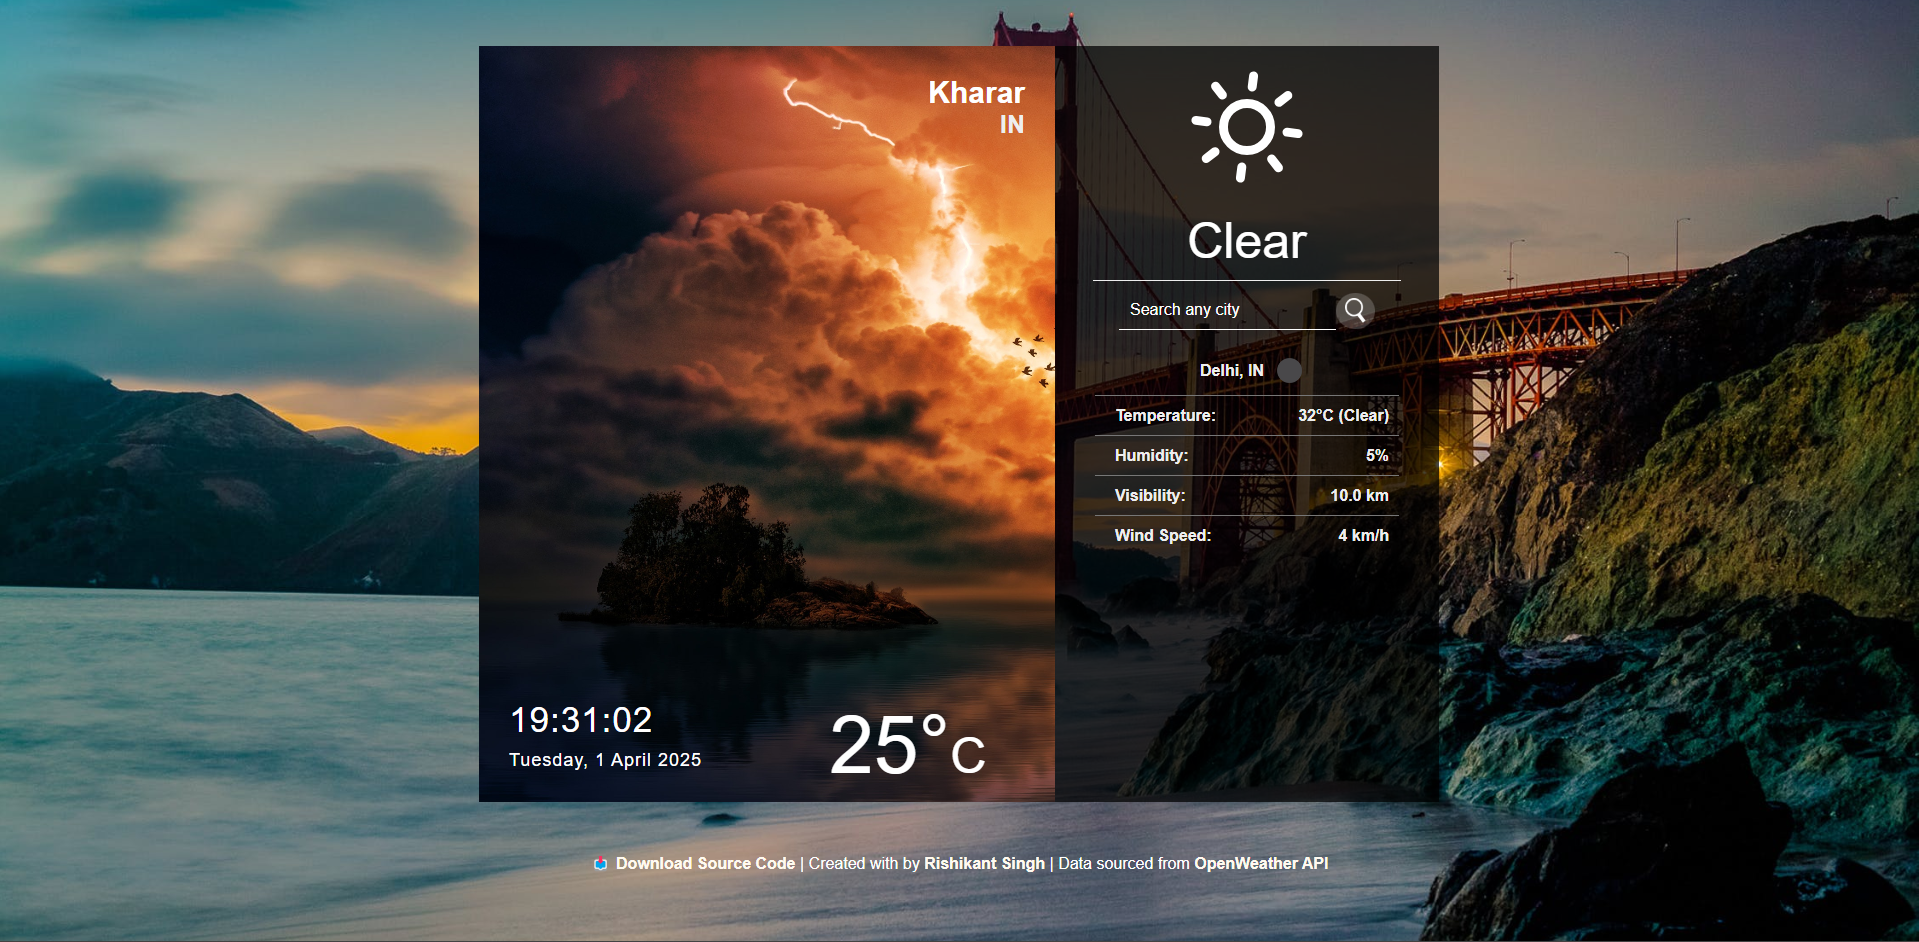 Kharar
IN
19:31:02
Tuesday, 1 April 2025
25°C
Clear
Search any city
Delhi, IN
Temperature: 32°C (Clear)
Humidity: 5%
Visibility: 10.0 km
Wind Speed: 4 km/h
Download Source Code | Created with by Rishikant Singh | Data sourced from OpenWeather API